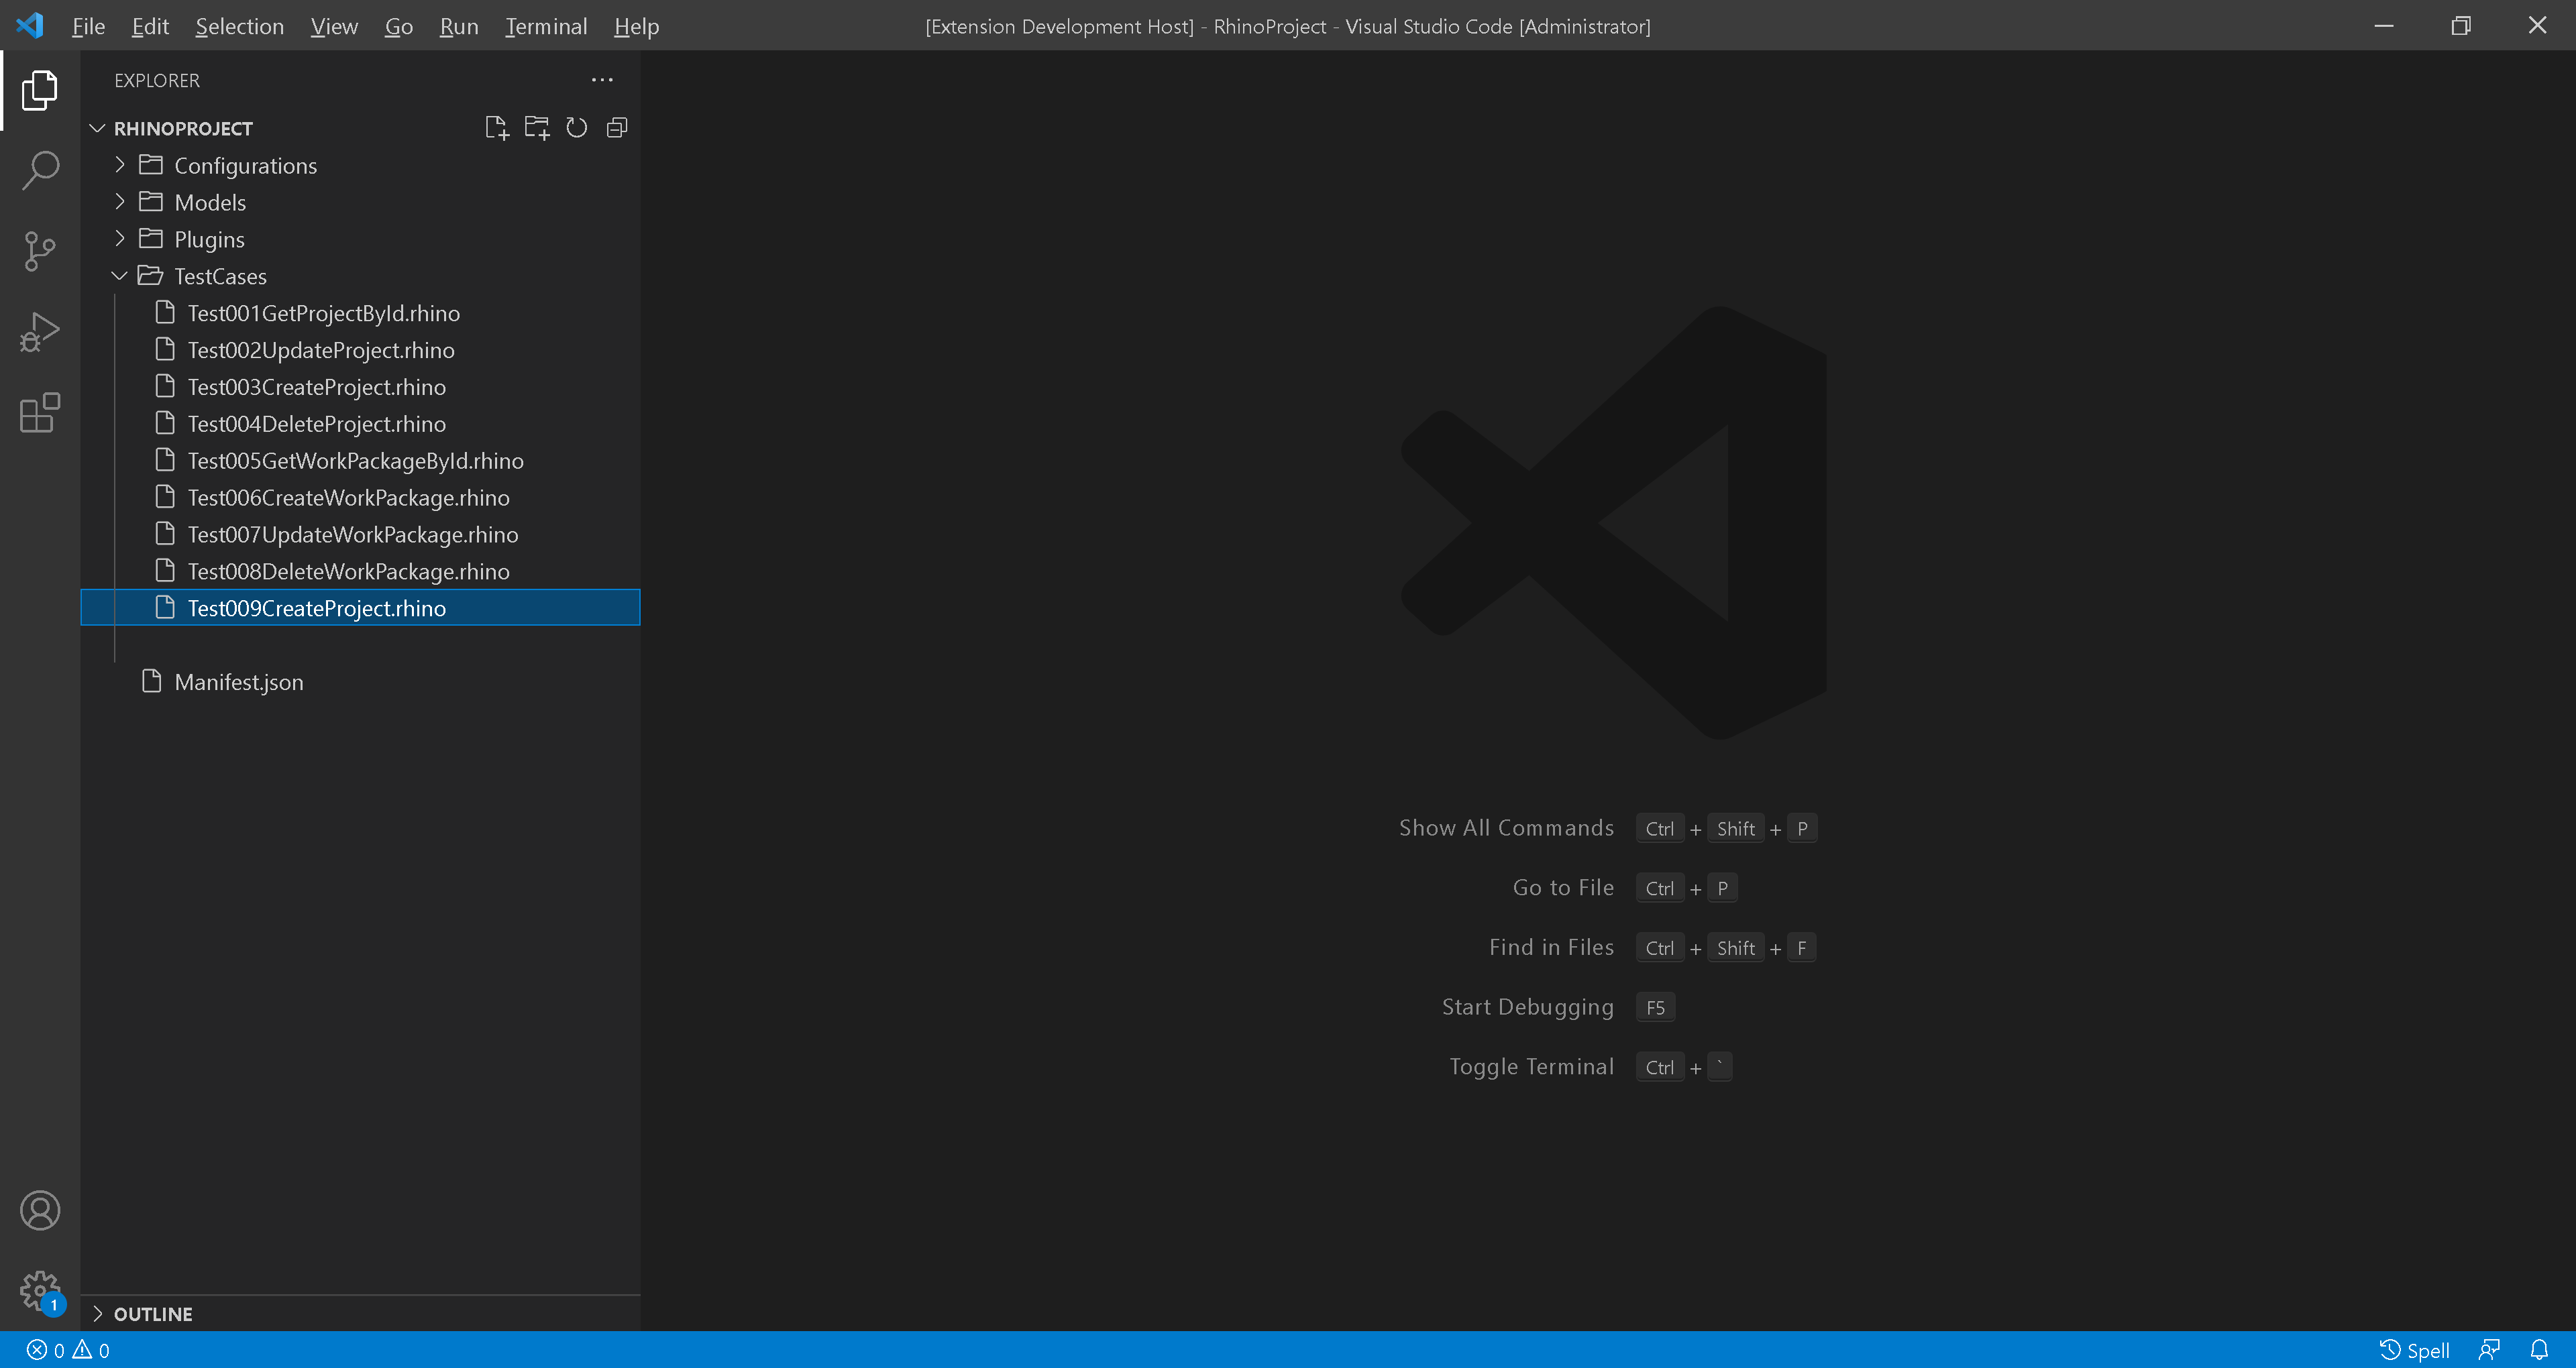 File Edit Selection View Go Run Terminal Help [Extension Development Host] - RhinoProject - Visual Studio Code [Administrator]
EXPLORER
RHINOPROJECT
Configurations
Models
Plugins
TestCases
Test001GetProjectById.rhino
Test002UpdateProject.rhino
Test003CreateProject.rhino
Test004DeleteProject.rhino
Test005GetWorkPackageById.rhino
Test006CreateWorkPackage.rhino
Test007UpdateWorkPackage.rhino
Test008DeleteWorkPackage.rhino
Test009CreateProject.rhino
Manifest.json
Show All Commands Ctrl + Shift + P
Go to File Ctrl + P
Find in Files Ctrl + Shift + F
Start Debugging F5
Toggle Terminal Ctrl + `
1
OUTLINE
0 0 Spell